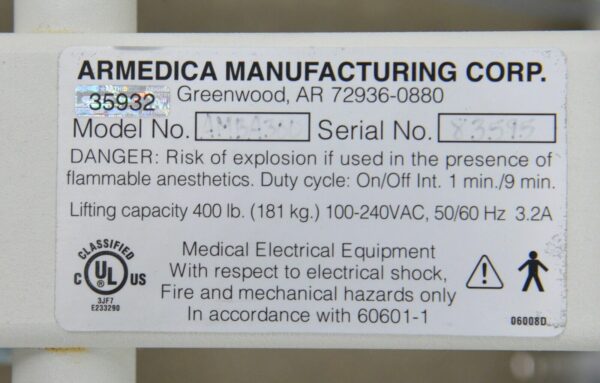 ARMEDICA MANUFACTURING CORP.
35932
Greenwood, AR 72936-0880
Model No. Serial No. 83595
DANGER: Risk of explosion if used in the presence of
flammable anesthetics. Duty cycle: On/Off Int. 1 min./9 min.
Lifting capacity 400 lb. (181 kg.) 100-240VAC, 50/60 Hz 3.2A
CLASSIFIED
C UL US
®
3JF7
E233290
Medical Electrical Equipment
With respect to electrical shock,
Fire and mechanical hazards only
In accordance with 60601-1
06008D